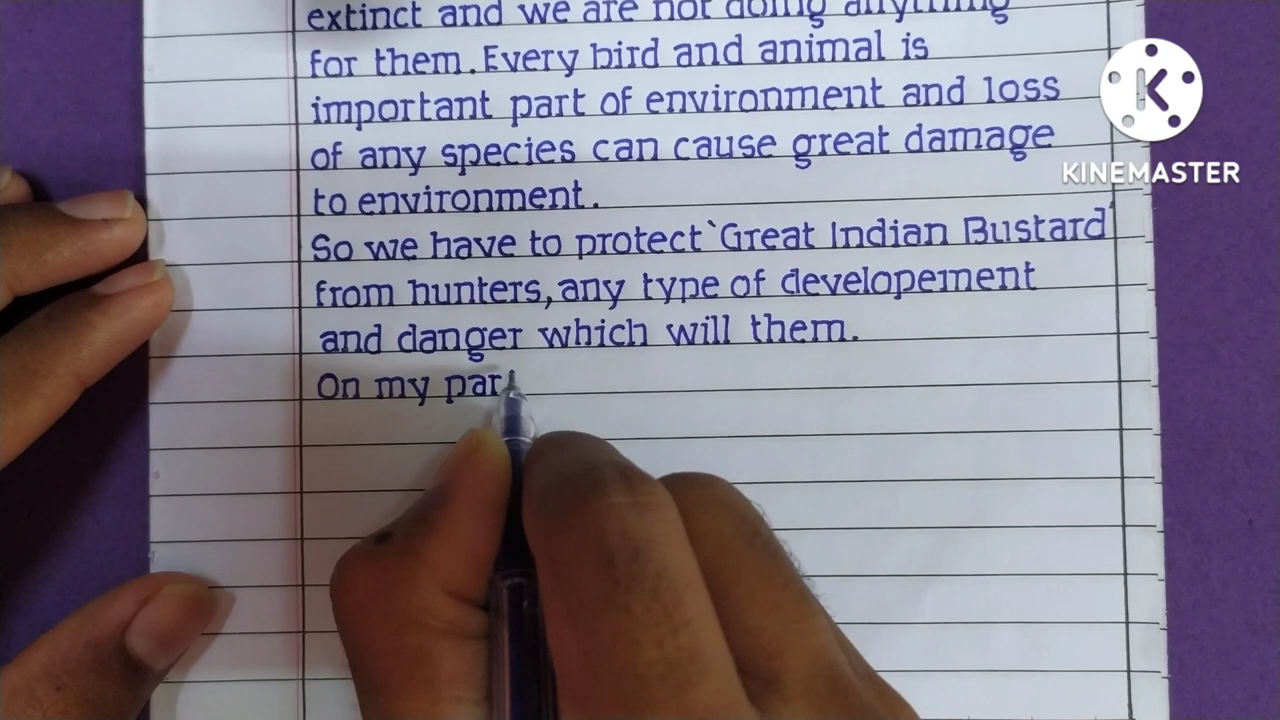 extinct and we are not doing anything
for them. Every bird and animal is
important part of environment and loss
of any species can cause great damage
to environment.
So we have to protect `Great Indian Bustard'
from hunters, any type of developement
and danger which will them.
On my par
K
KINEMASTER